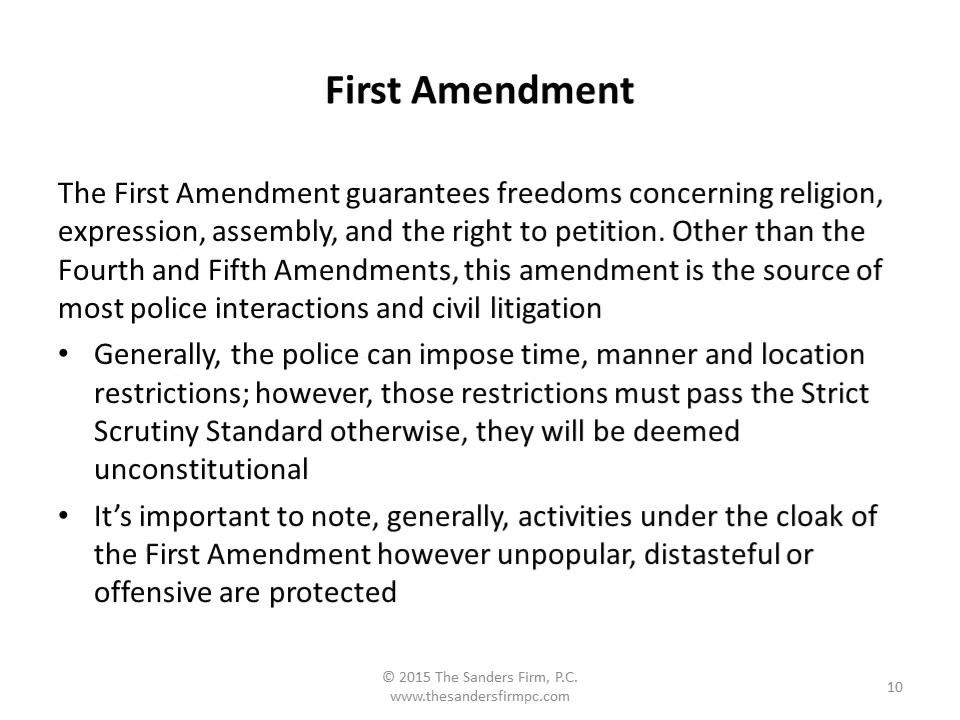 First Amendment
The First Amendment guarantees freedoms concerning religion,
expression, assembly, and the right to petition. Other than the
Fourth and Fifth Amendments, this amendment is the source of
most police interactions and civil litigation
• Generally, the police can impose time, manner and location
restrictions; however, those restrictions must pass the Strict
Scrutiny Standard otherwise, they will be deemed
unconstitutional
• It’s important to note, generally, activities under the cloak of
the First Amendment however unpopular, distasteful or
offensive are protected
© 2015 The Sanders Firm, P.C.
www.thesandersfirmpc.com
10